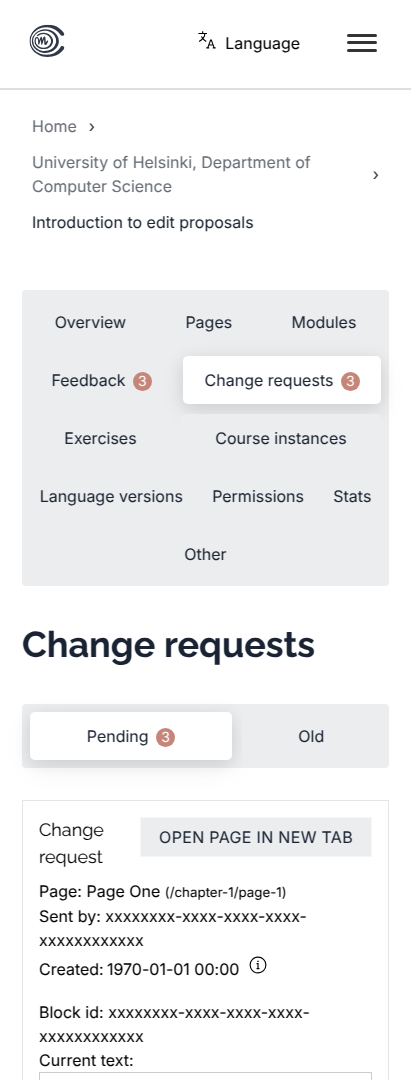 Language
Home ›
University of Helsinki, Department of
Computer Science ›
Introduction to edit proposals
Overview Pages Modules
Feedback 3 Change requests 3
Exercises Course instances
Language versions Permissions Stats
Other
Change requests
Pending 3 Old
Change
request
OPEN PAGE IN NEW TAB
Page: Page One (/chapter-1/page-1)
Sent by: xxxxxxxx-xxxx-xxxx-xxxx-
xxxxxxxxxxxx
Created: 1970-01-01 00:00
Block id: xxxxxxxx-xxxx-xxxx-xxxx-
xxxxxxxxxxxx
Current text: